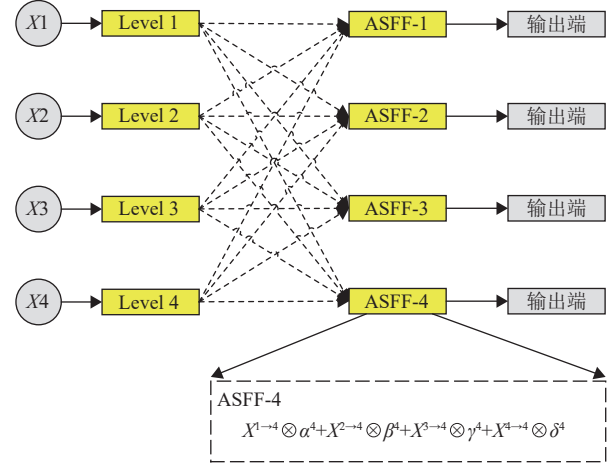 X1 Level 1 ASFF-1 输出端
X2 Level 2 ASFF-2 输出端
X3 Level 3 ASFF-3 输出端
X4 Level 4 ASFF-4 输出端
ASFF-4
X^{1→4}⊗α^4+X^{2→4}⊗β^4+X^{3→4}⊗γ^4+X^{4→4}⊗δ^4